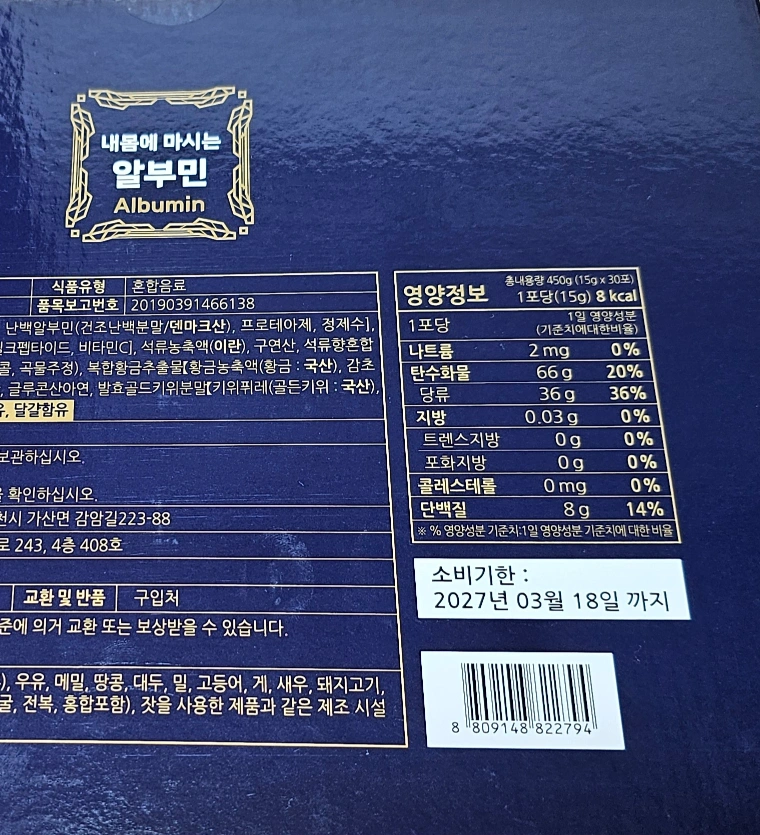 내몸에 마시는
알부민
Albumin
식품유형 혼합음료
품목보고번호 20190391466138
난백알부민(건조난백분말/덴마크산), 프로테아제, 정제수],
크펩타이드, 비타민C], 석류농축액(이란), 구연산, 석류향혼합
곡물주정), 복합황금추출물[황금농축액(황금 : 국산), 감초
글루콘산아연, 발효골드키위분말[키위퓌레(골든키위 : 국산),
달걀함유
보관하십시오.
확인하십시오.
천시 가산면 감암길223-88
로 243, 4층 408호
교환 및 반품 구입처
준에 의거 교환 또는 보상받을 수 있습니다.
), 우유, 메밀, 땅콩, 대두, 밀, 고등어, 게, 새우, 돼지고기,
굴, 전복, 홍합포함), 잣을 사용한 제품과 같은 제조 시설
영양정보 총내용량 450g (15g x 30포)
1포당(15g) 8 kcal
1포당 1일 영양성분
(기준치에대한비율)
나트륨 2 mg 0%
탄수화물 66 g 20%
당류 36 g 36%
지방 0.03 g 0%
트렌스지방 0 g 0%
포화지방 0 g 0%
콜레스테롤 0 mg 0%
단백질 8 g 14%
※ % 영양성분 기준치:1일 영양성분 기준치에 대한 비율
소비기한 :
2027년 03월 18일 까지
8 809148 822794